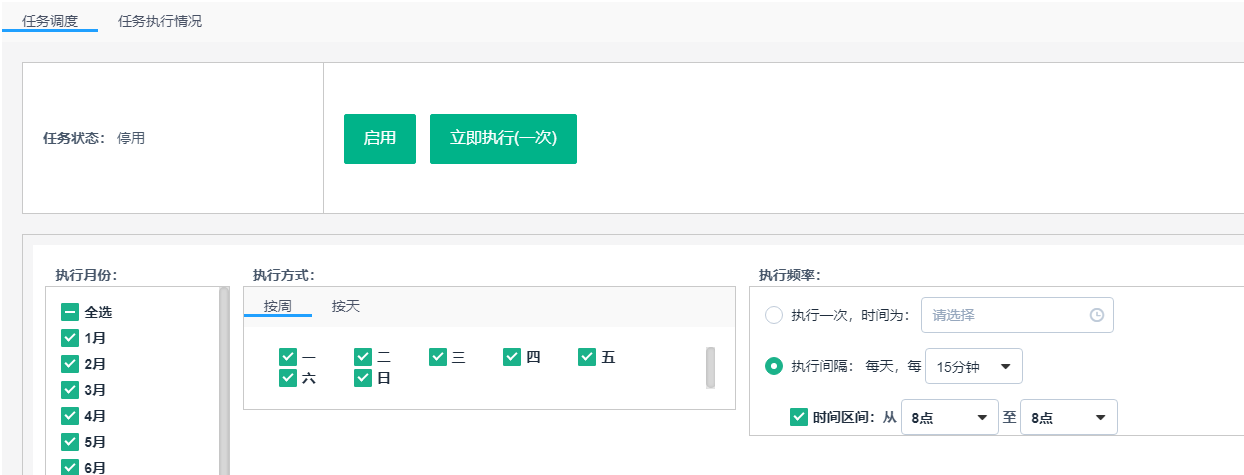 任务调度 任务执行情况
任务状态： 停用 启用 立即执行(一次)
执行月份：
全选
1月
2月
3月
4月
5月
6月
执行方式：
按周 按天
一 二 三 四 五
六 日
执行频率：
执行一次，时间为： 请选择
执行间隔： 每天，每 15分钟
时间区间：从 8点 至 8点